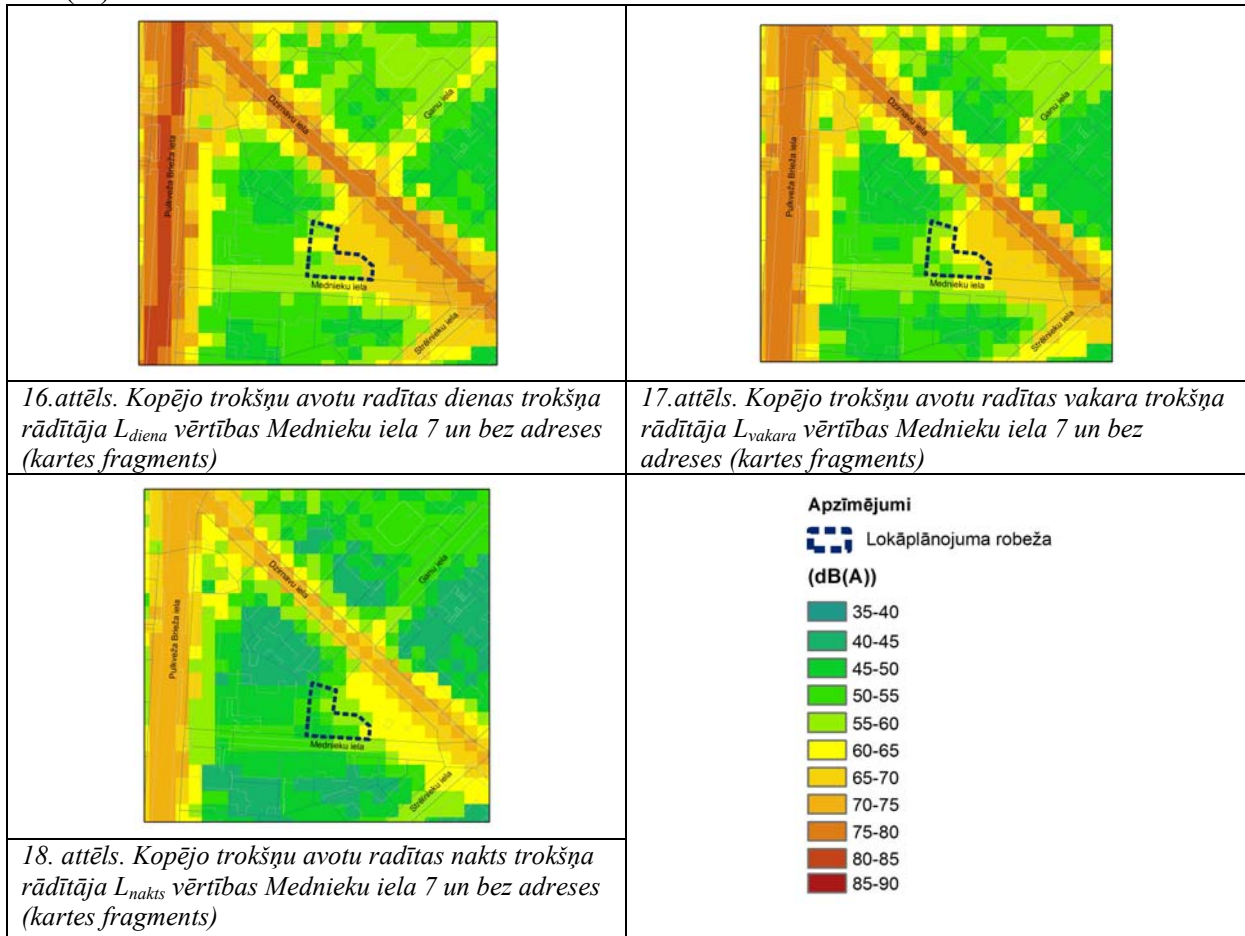 Pulkveža Brieža iela
Dzirnavu iela
Ganu iela
Mednieku iela
Strēlnieku iela
16.attēls. Kopējo trokšņu avotu radītas dienas trokšņa
rādītāja Ldiena vērtības Mednieku iela 7 un bez adreses
(kartes fragments)
Pulkveža Brieža iela
Dzirnavu iela
Ganu iela
Mednieku iela
Strēlnieku iela
17.attēls. Kopējo trokšņu avotu radītas vakara trokšņa
rādītāja Lvakara vērtības Mednieku iela 7 un bez
adreses (kartes fragments)
Pulkveža Brieža iela
Dzirnavu iela
Ganu iela
Mednieku iela
Strēlnieku iela
18. attēls. Kopējo trokšņu avotu radītas nakts trokšņa
rādītāja Lnakts vērtības Mednieku iela 7 un bez adreses
(kartes fragments)
Apzīmējumi
Lokāplānojuma robeža
(dB(A))
35-40
40-45
45-50
50-55
55-60
60-65
65-70
70-75
75-80
80-85
85-90